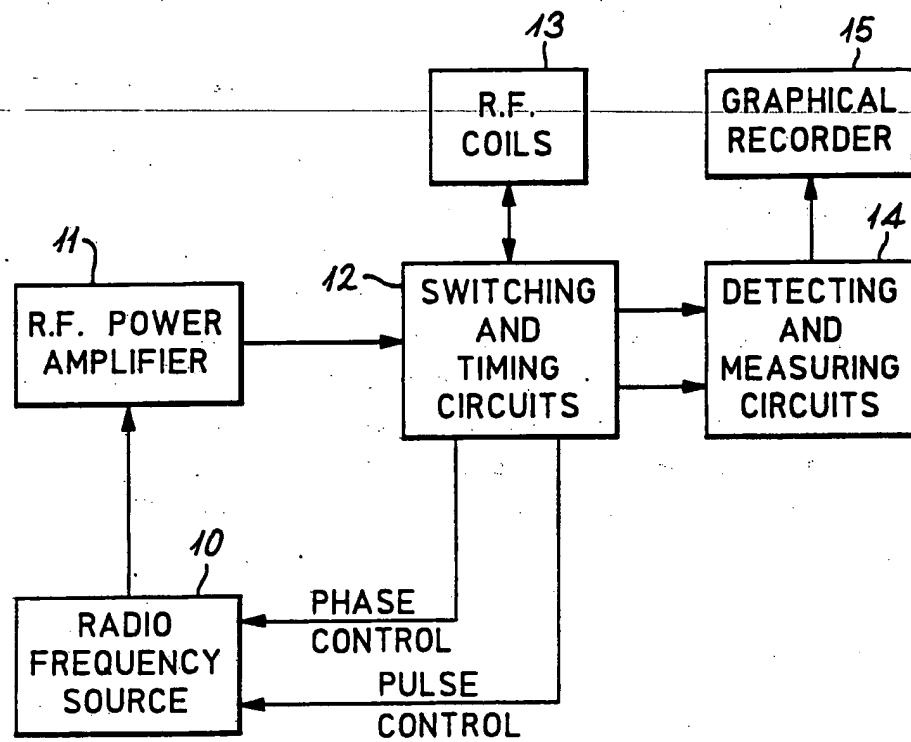 13
R.F.
COILS
15
GRAPHICAL
RECORDER
11
R.F. POWER
AMPLIFIER
12
SWITCHING
AND
TIMING
CIRCUITS
14
DETECTING
AND
MEASURING
CIRCUITS
10
RADIO
FREQUENCY
SOURCE
PHASE
CONTROL
PULSE
CONTROL